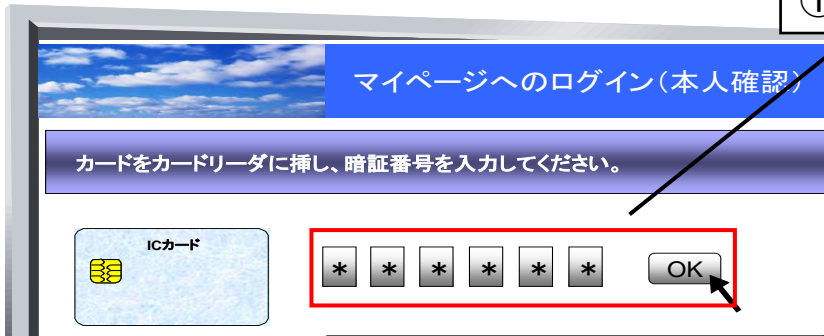 ①
マイページへのログイン(本人確認)
カードをカードリーダに挿し、暗証番号を入力してください。
ICカード
* * * * * * OK